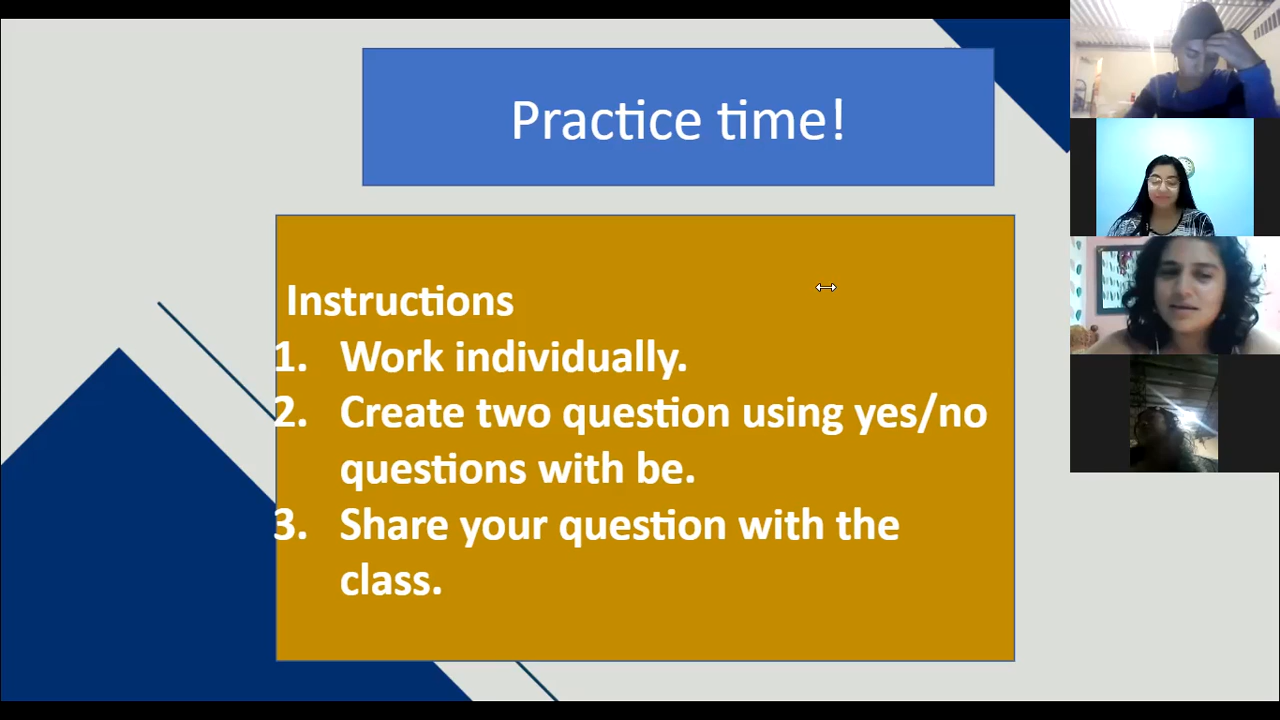 Practice time!
Instructions
1. Work individually.
2. Create two question using yes/no
questions with be.
3. Share your question with the
class.